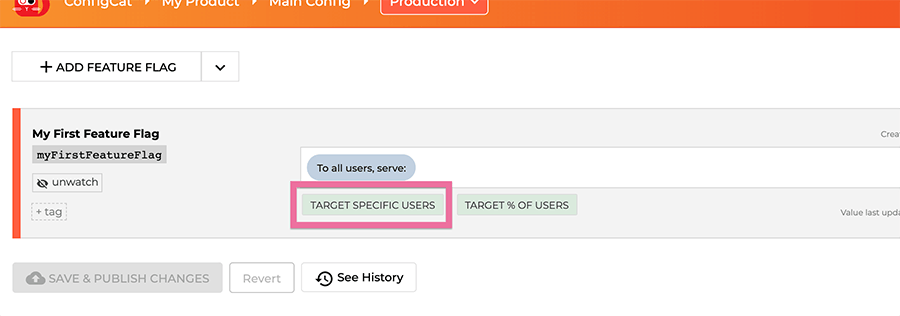 ConfigCat > My Product > Main Config > Production
+ ADD FEATURE FLAG
My First Feature Flag
myFirstFeatureFlag
unwatch
+ tag
Crea
To all users, serve:
TARGET SPECIFIC USERS
TARGET % OF USERS
Value last upda
SAVE & PUBLISH CHANGES
Revert
See History